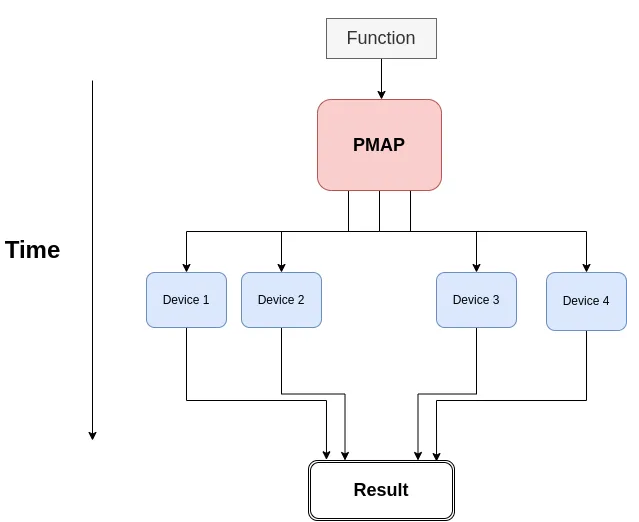 Function
PMAP
Time
Device 1
Device 2
Device 3
Device 4
Result